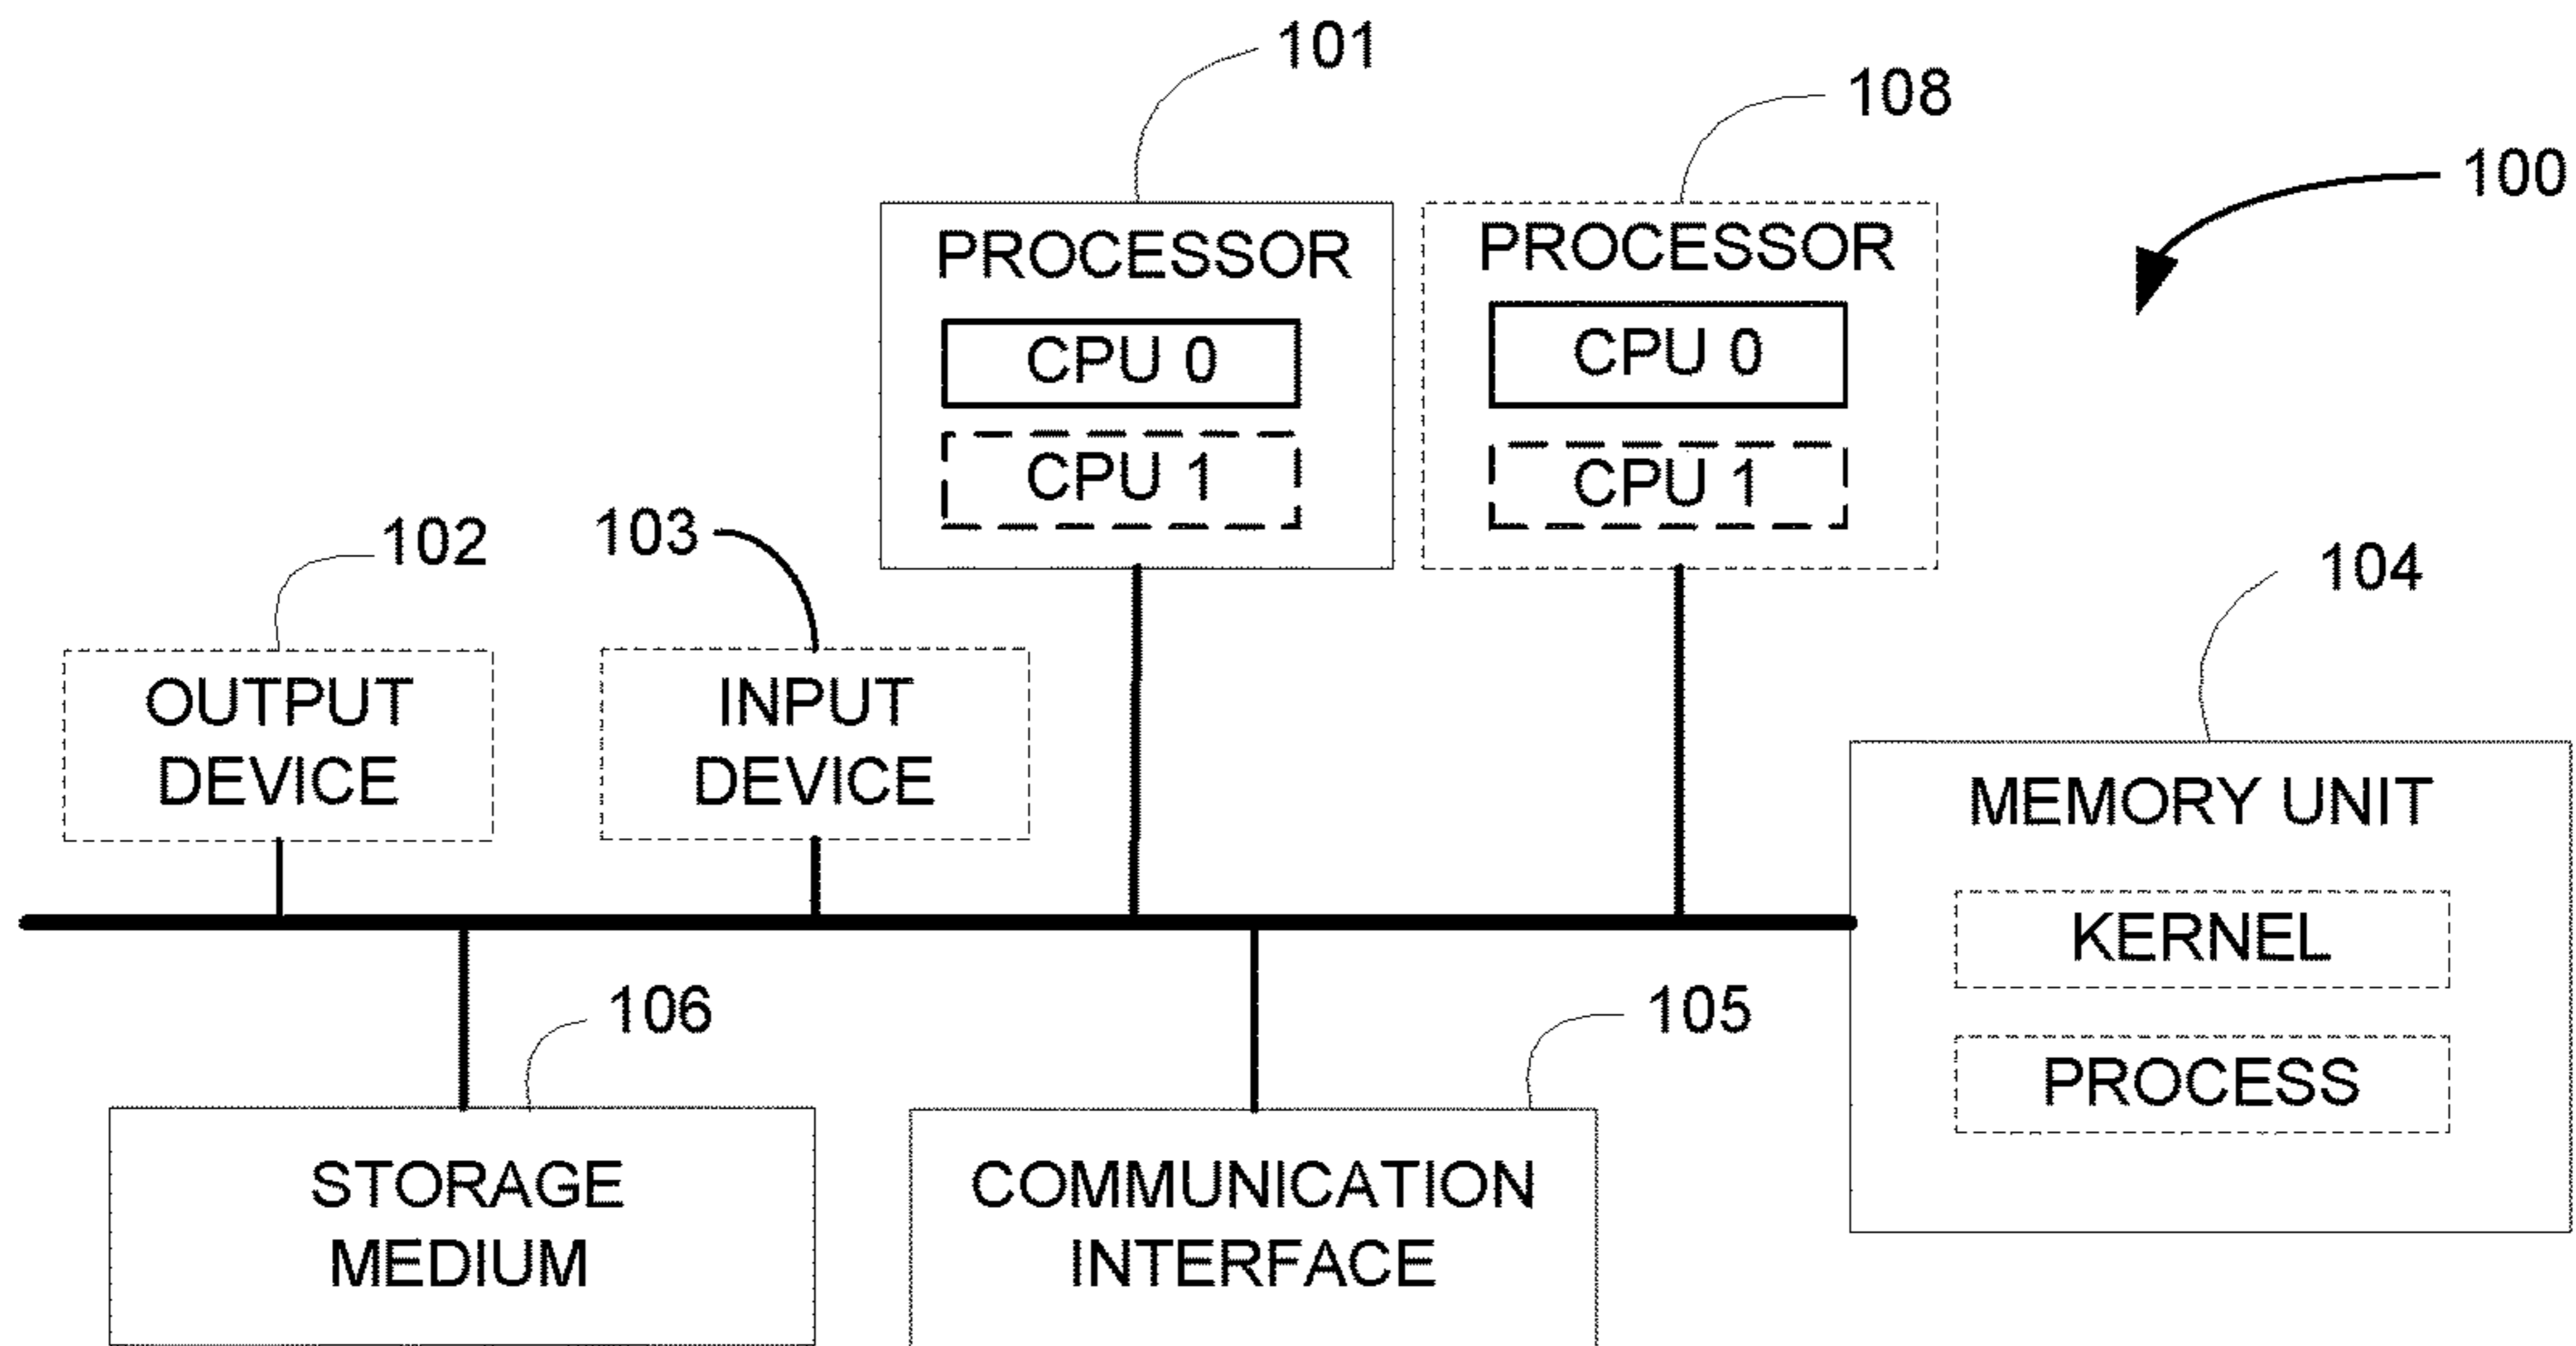 101
108
100
PROCESSOR
CPU 0
CPU 1
PROCESSOR
CPU 0
CPU 1
102
103
104
OUTPUT
DEVICE
INPUT
DEVICE
MEMORY UNIT
KERNEL
PROCESS
106
105
STORAGE
MEDIUM
COMMUNICATION
INTERFACE